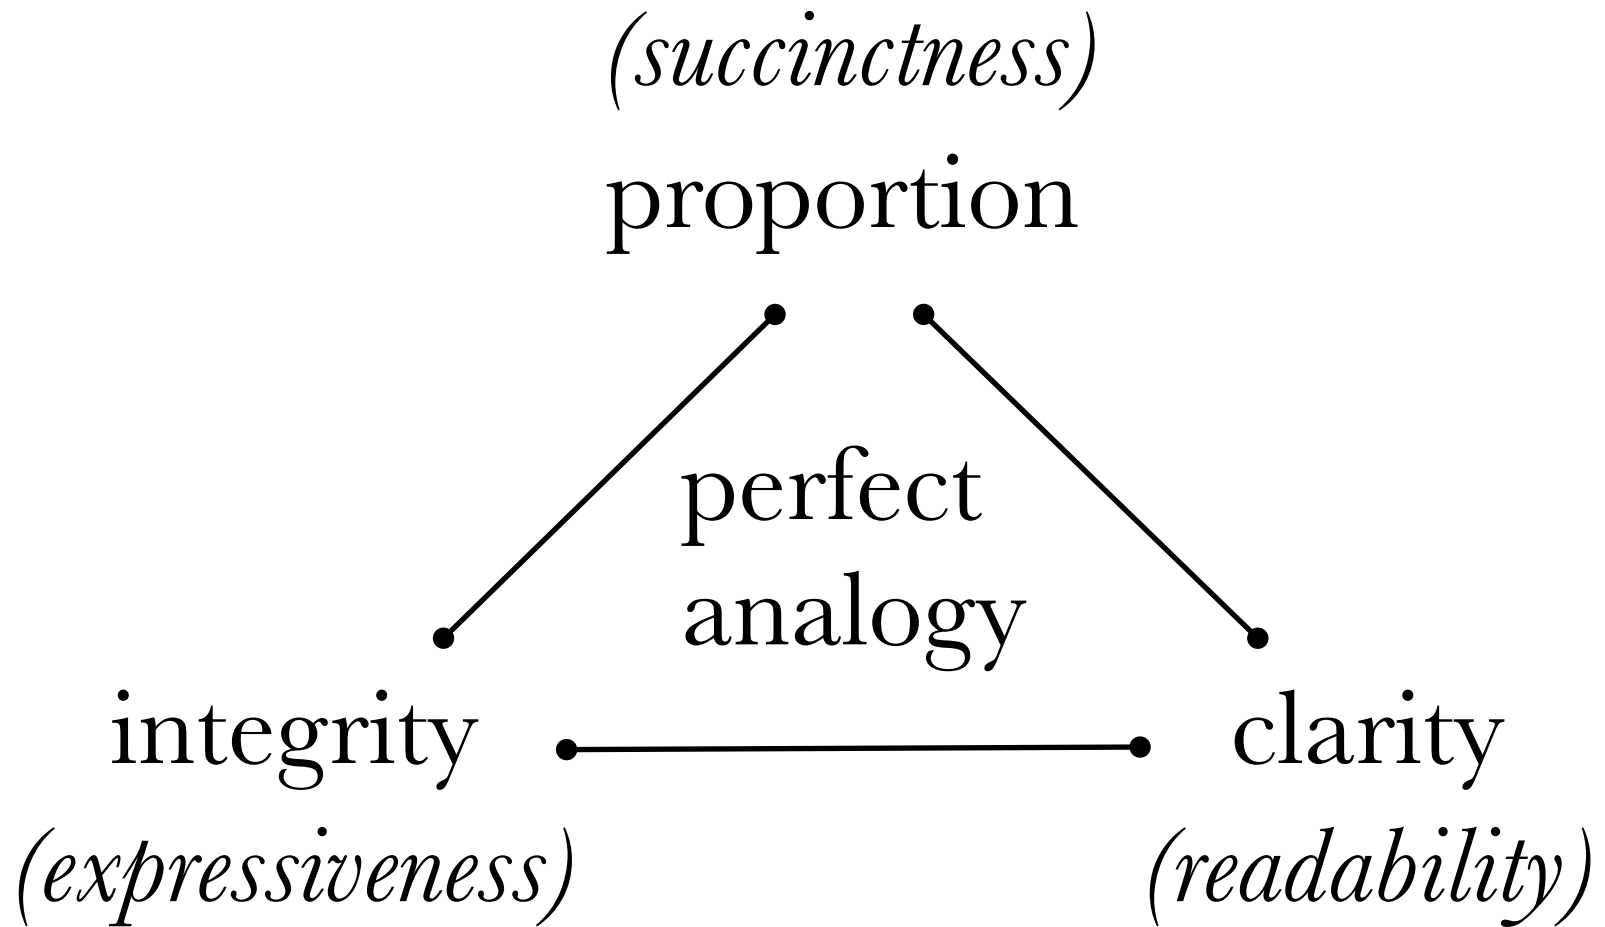 (succinctness)
proportion
perfect
analogy
integrity
clarity
(expressiveness)
(readability)